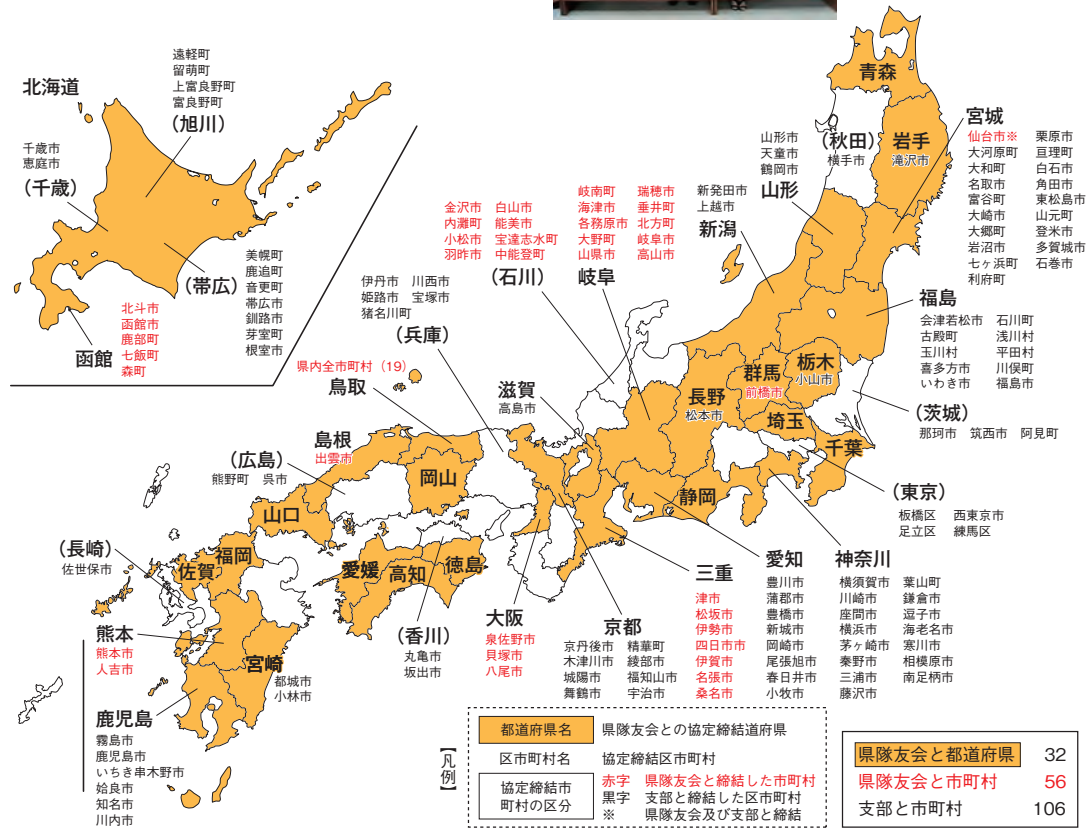 北海道
遠軽町
留萌町
上富良野町
富良野町
（旭川）
千歳市
恵庭市
（千歳）
（帯広）
美幌町
鹿追町
音更町
帯広市
釧路市
芽室町
根室市
函館
北斗市
函館市
鹿部町
七飯町
森町
青森
（秋田）
横手市
岩手
滝沢市
宮城
仙台市※　栗原市
大河原町　亘理町
大和町　白石市
名取市　角田市
富谷町　東松島市
大崎市　山元町
大郷町　登米市
岩沼市　多賀城市
七ヶ浜町　石巻市
利府町
山形市
天童市
鶴岡市
山形
新発田市
上越市
新潟
福島
会津若松市　石川町
古殿町　浅川村
玉川村　平田村
喜多方市　川俣町
いわき市　福島市
岐南町　瑞穂市
海津市　垂井町
各務原市　北方町
大野町　岐阜市
山県市　高山市
岐阜
金沢市　白山市
内灘町　能美市
小松市　宝達志水町
羽昨市　中能登町
（石川）
伊丹市　川西市
姫路市　宝塚市
猪名川町
（兵庫）
県内全市町村（19）
鳥取
滋賀
高島市
長野
松本市
群馬
前橋市
栃木
小山市
埼玉
千葉
（茨城）
那珂市　筑西市　阿見町
（東京）
板橋区　西東京市
足立区　練馬区
静岡
島根
出雲市
（広島）
熊野町　呉市
岡山
山口
（長崎）
佐世保市
福岡
佐賀
愛媛
高知
徳島
（香川）
丸亀市
坂出市
大阪
泉佐野市
貝塚市
八尾市
京都
京丹後市　精華町
木津川市　綾部市
城陽市　福知山市
舞鶴市　宇治市
三重
津市
松坂市
伊勢市
四日市市
伊賀市
名張市
桑名市
愛知
豊川市
蒲郡市
豊橋市
新城市
岡崎市
尾張旭市
春日井市
小牧市
神奈川
横須賀市　葉山町
川崎市　鎌倉市
座間市　逗子市
横浜市　海老名市
茅ヶ崎市　寒川市
秦野市　相模原市
三浦市　南足柄市
藤沢市
熊本
熊本市
人吉市
宮崎
都城市
小林市
鹿児島
霧島市
鹿児島市
いちき串木野市
姶良市
知名市
川内市
【凡例】
都道府県名　県隊友会との協定締結道府県
区市町村名　協定締結区市町村
協定締結市
町村の区分
赤字　県隊友会と締結した市町村
黒字　支部と締結した区市町村
※　県隊友会及び支部と締結
県隊友会と都道府県　32
県隊友会と市町村　56
支部と市町村　106